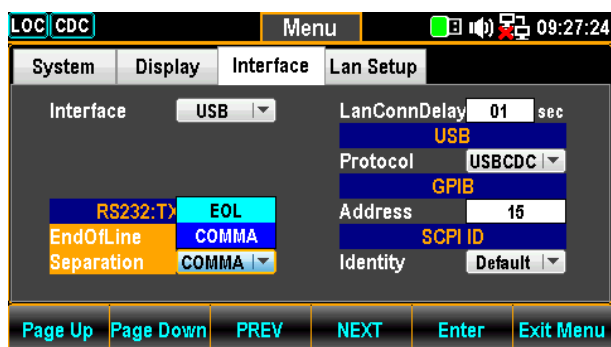 LOC CDC Menu 09:27:24
System Display Interface Lan Setup
Interface USB
LanConnDelay 01 sec
USB
Protocol USBCDC
GPIB
RS232:TX EOL
Address 15
EndOfLine COMMA
SCPI ID
Separation COMMA
Identity Default
Page Up Page Down PREV NEXT Enter Exit Menu